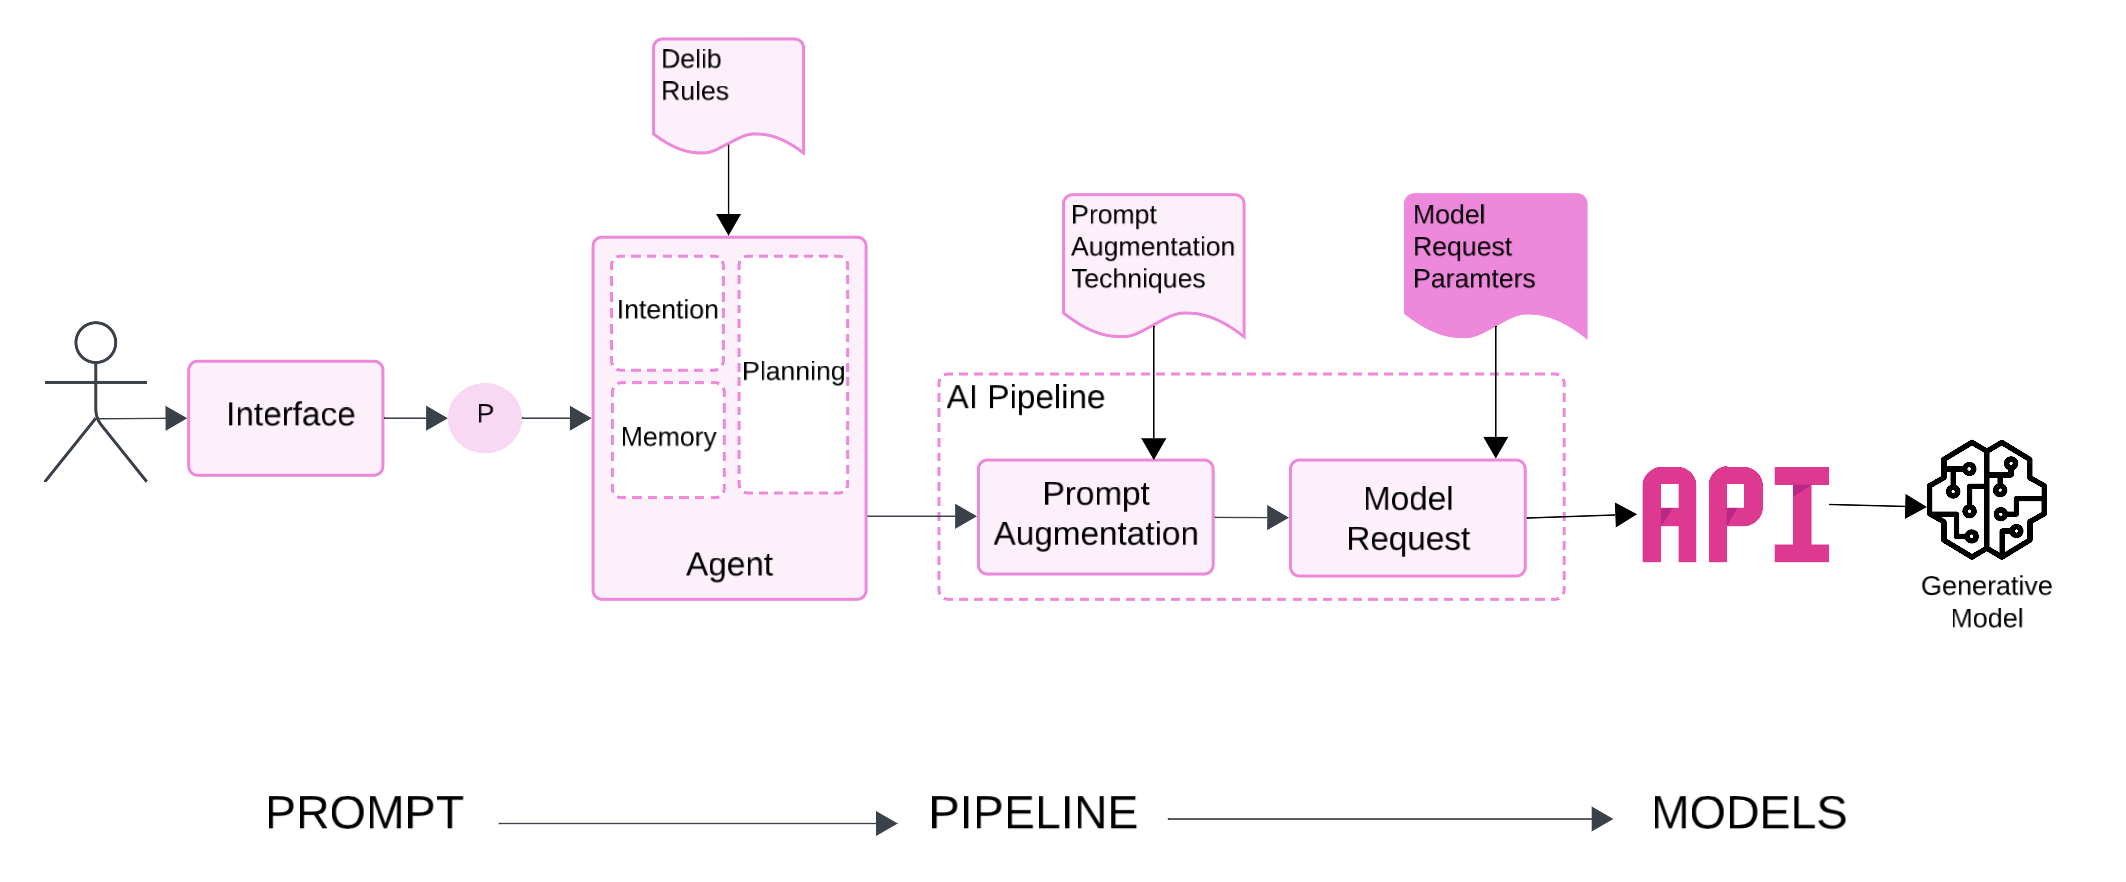 Delib
Rules
Prompt
Augmentation
Techniques
Model
Request
Paramters
Intention
Planning
Memory
Agent
Interface
P
AI Pipeline
Prompt
Augmentation
Model
Request
API
Generative
Model
PROMPT
PIPELINE
MODELS